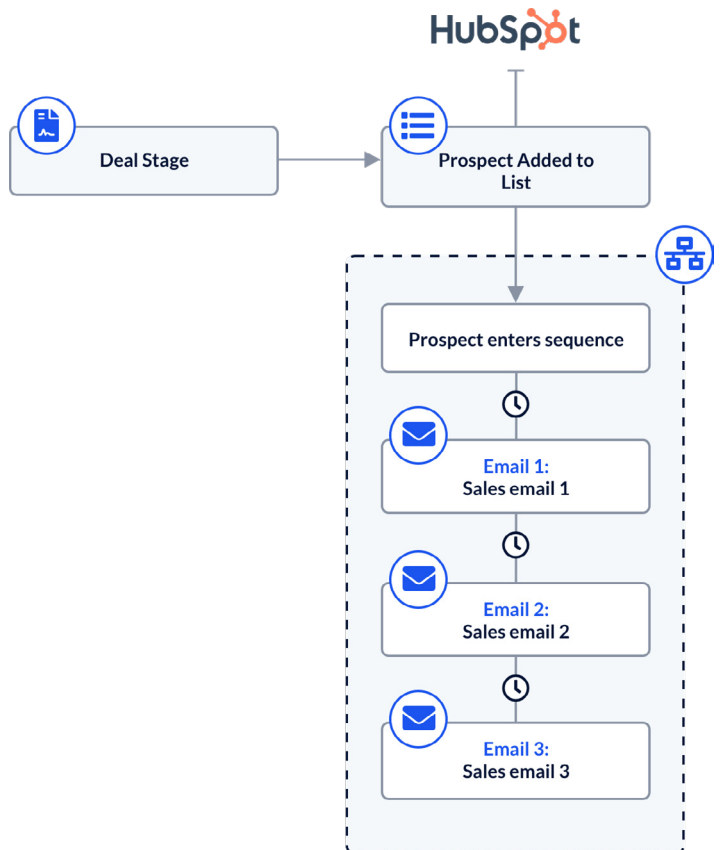 HubSpot
Deal Stage
Prospect Added to
List
Prospect enters sequence
Email 1:
Sales email 1
Email 2:
Sales email 2
Email 3:
Sales email 3